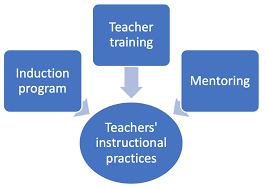 Teacher
training
Induction
program
Mentoring
Teachers'
instructional
practices